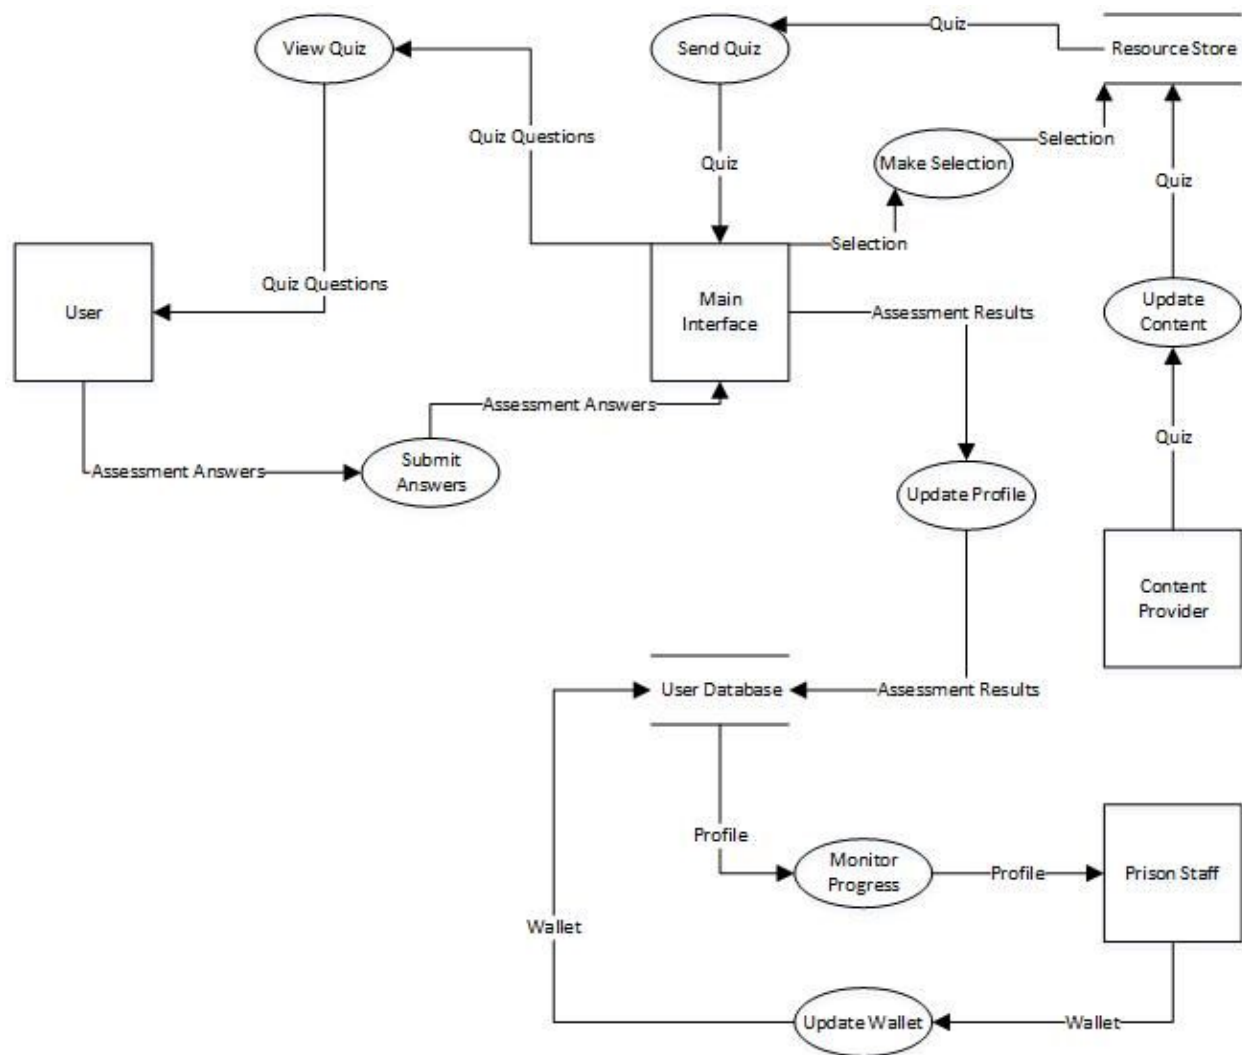 Quiz
View Quiz
Send Quiz
Resource Store
Quiz Questions
Selection
Quiz
Make Selection
Quiz
Selection
Quiz Questions
User
Main
Interface
Assessment Results
Update
Content
Assessment Answers
Quiz
Assessment Answers
Submit
Answers
Update Profile
Content
Provider
User Database
Assessment Results
Profile
Monitor
Progress
Profile
Prison Staff
Wallet
Update Wallet
Wallet